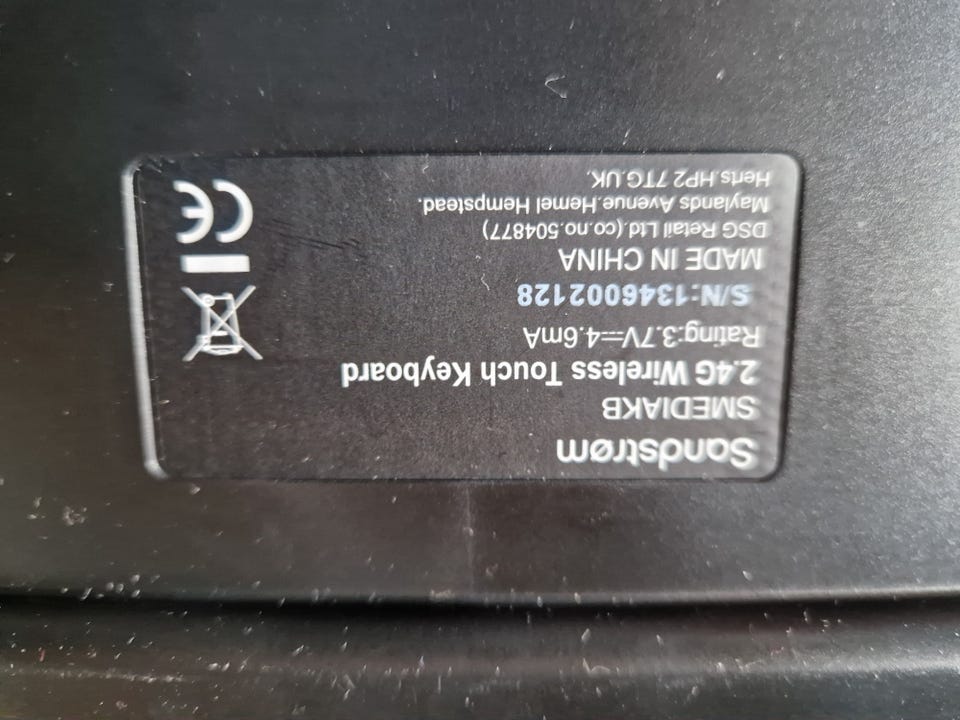 Sandstrøm
SMEDIAKB
2.4G Wireless Touch Keyboard
Rating:3.7V⎓4.6mA
S/N:1346002128
MADE IN CHINA
DSG Retail Ltd.(co.no.504877)
Maylands Avenue.Hemel Hempstead.
Herts.HP2 7TG.UK.
CE